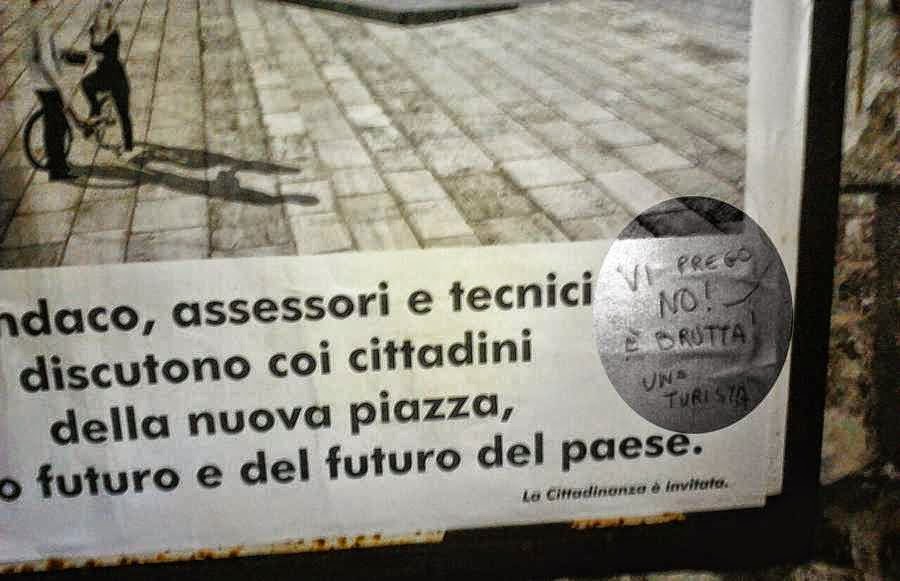 ndaco, assessori e tecnici
discutono coi cittadini
della nuova piazza,
o futuro e del futuro del paese.
La Cittadinanza è invitata.
VI PREGO
NO!
È BRUTTA!
UNA
TURISTA